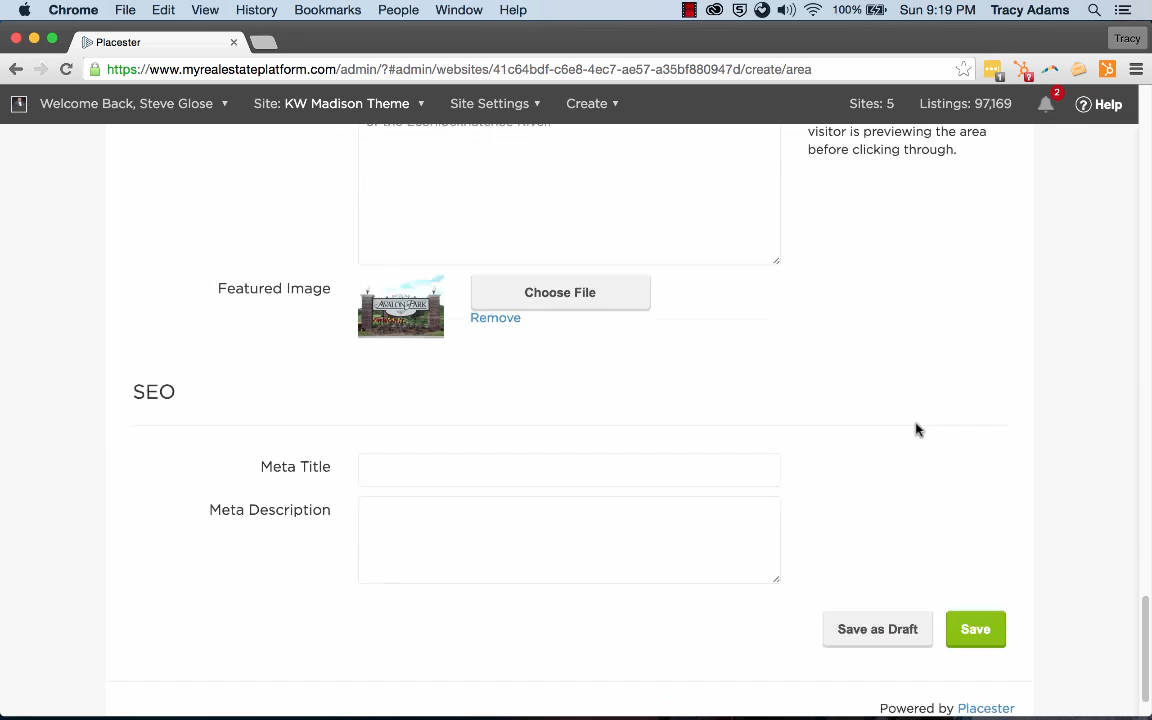 Chrome File Edit View History Bookmarks People Window Help 100% Sun 9:19 PM Tracy Adams
Placester
Tracy
https://www.myrealestateplatform.com/admin/?#admin/websites/41c64bdf-c6e8-4ec7-ae57-a35bf880947d/create/area
Welcome Back, Steve Glose Site: KW Madison Theme Site Settings Create Sites: 5 Listings: 97,169 2 Help
visitor is previewing the area
before clicking through.
Featured Image
AVALON PARK
Choose File
Remove
SEO
Meta Title
Meta Description
Save as Draft Save
Powered by Placester